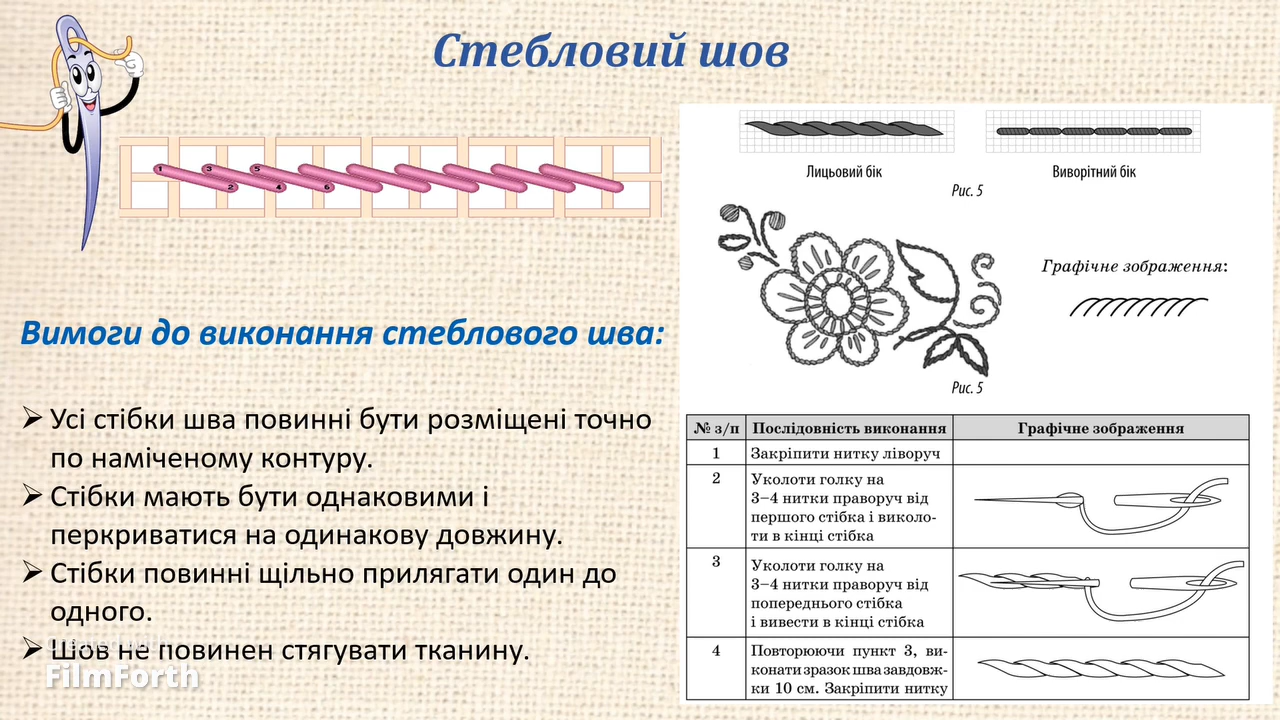 Стебловий шов
1 3 5
2 4 6
Вимоги до виконання стеблового шва:
Усі стібки шва повинні бути розміщені точно
по наміченому контуру.
Стібки мають бути однаковими і
перкриватися на одинакову довжину.
Стібки повинні щільно прилягати один до
одного.
Шов не повинен стягувати тканину.
Created with
FilmForth
Лицьовий бік Виворітний бік
Рис. 5
Графічне зображення:
Рис. 5
№ з/п Послідовність виконання Графічне зображення
1 Закріпити нитку ліворуч
2 Уколоти голку на
3–4 нитки праворуч від
першого стібка і виколо-
ти в кінці стібка
3 Уколоти голку на
3–4 нитки праворуч від
попереднього стібка
і вивести в кінці стібка
4 Повторюючи пункт 3, ви-
конати зразок шва завдовж-
ки 10 см. Закріпити нитку